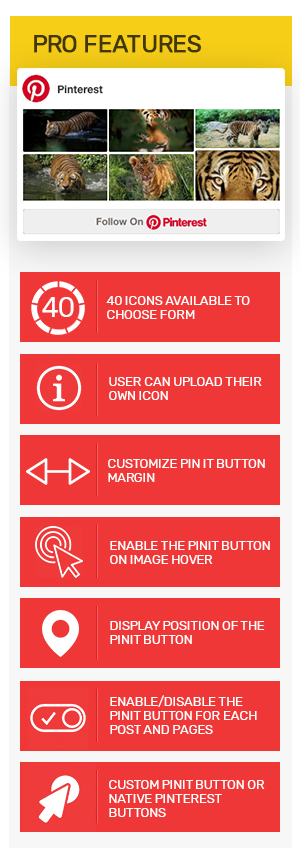 PRO FEATURES
Pinterest
Follow On Pinterest
40
40 ICONS AVAILABLE TO
CHOOSE FORM
USER CAN UPLOAD THEIR
OWN ICON
CUSTOMIZE PIN IT BUTTON
MARGIN
ENABLE THE PINIT BUTTON
ON IMAGE HOVER
DISPLAY POSITION OF THE
PINIT BUTTON
ENABLE/DISABLE THE
PINIT BUTTON FOR EACH
POST AND PAGES
CUSTOM PINIT BUTTON OR
NATIVE PINTEREST
BUTTONS